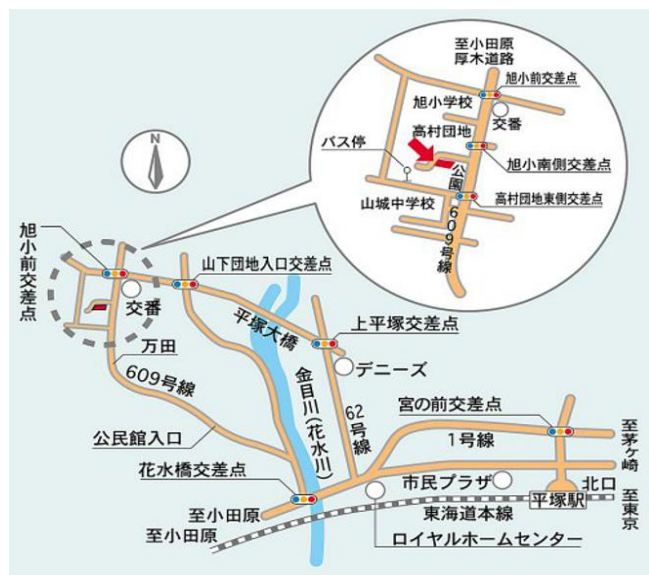 至小田原
厚木道路
旭小前交差点
旭小学校
交番
高村団地
バス停
旭小南側交差点
公園
山城中学校
高村団地東側交差点
609号線
N
旭小前交差点
山下団地入口交差点
交番
平塚大橋
上平塚交差点
万田
デニーズ
609号線
金目川(花水川)
62号線
宮の前交差点
1号線
至茅ヶ崎
公民館入口
花水橋交差点
市民プラザ
北口
平塚駅
至東京
至小田原
東海道本線
至小田原
ロイヤルホームセンター